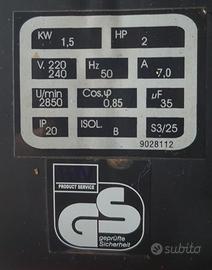 KW 1,5 HP 2
V. 220 240 Hz 50 A 7,0
U/min 2850 Cos.φ 0,85 μF 35
IP 20 ISOL. B S3/25
9028112
PRODUCT SERVICE
GS
geprüfte
Sicherheit
subito